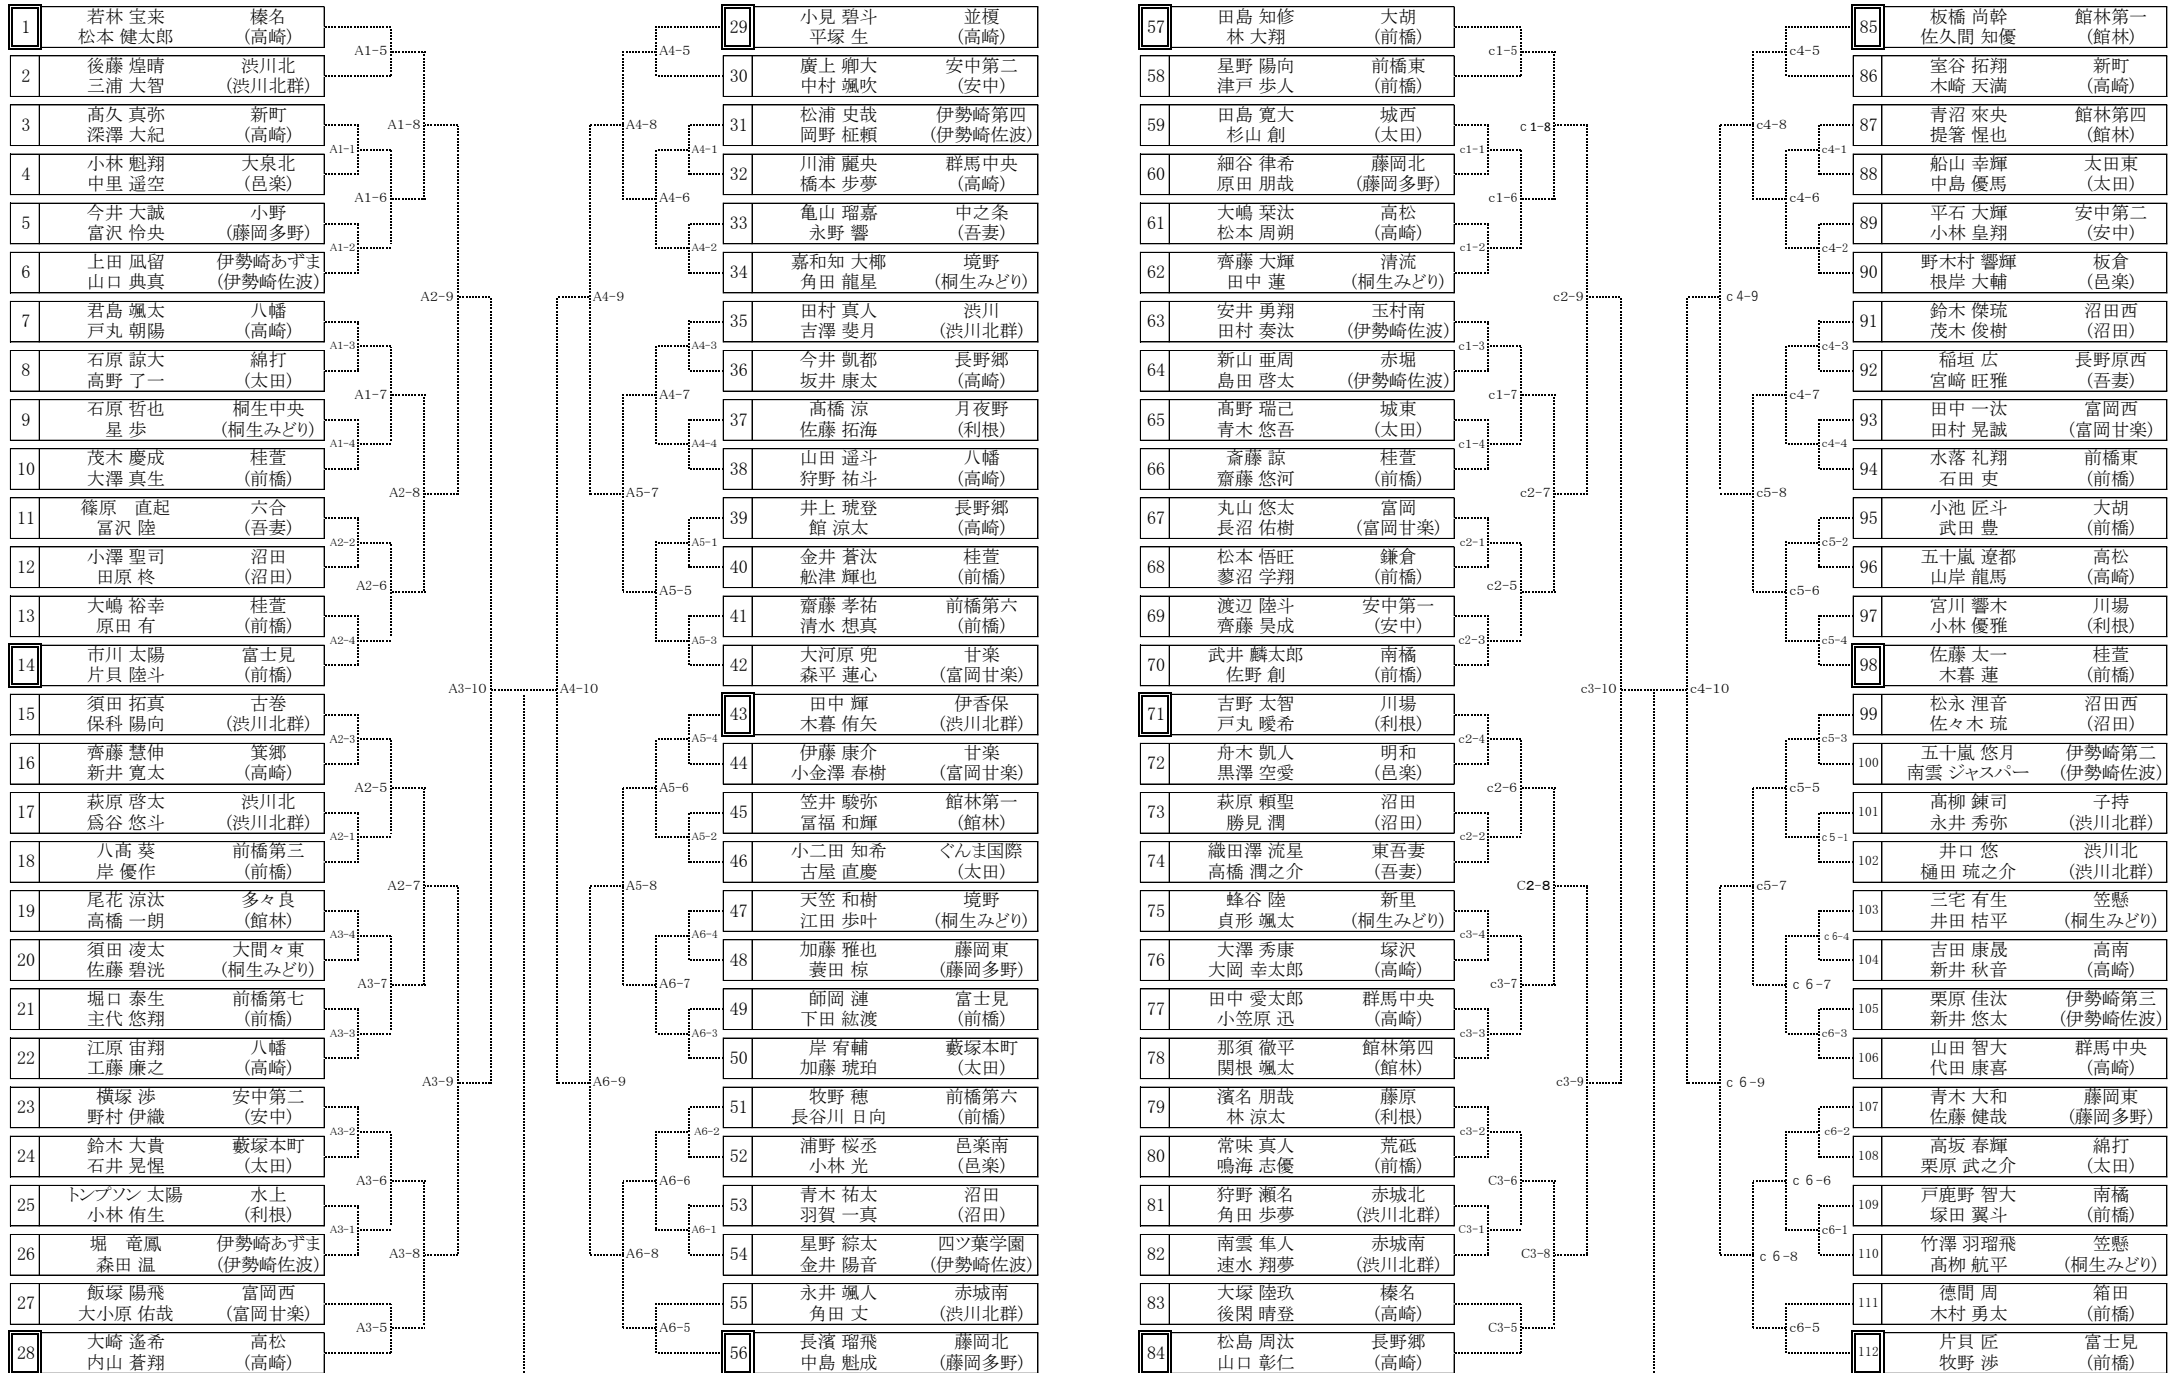 1 若林 宝来 榛名
松本 健太郎 (高崎)
A1-5
2 後藤 煌晴 渋川北
三浦 大智 (渋川北群)
3 髙久 真弥 新町
深澤 大紀 (高崎)
A1-8
A1-1
4 小林 魁翔 大泉北
中里 遥空 (邑楽)
A1-6
5 今井 大誠 小野
富沢 怜央 (藤岡多野)
A1-2
6 上田 凪留 伊勢崎あずま
山口 典真 (伊勢崎佐波)
A2-9
7 君島 颯太 八幡
戸丸 朝陽 (高崎)
A1-3
8 石原 諒大 綿打
高野 了一 (太田)
A1-7
9 石原 哲也 桐生中央
星 歩 (桐生みどり)
A1-4
10 茂木 慶成 桂萱
大澤 真生 (前橋)
A2-8
11 篠原 直起 六合
冨沢 陸 (吾妻)
A2-2
12 小澤 聖司 沼田
田原 柊 (沼田)
A2-6
13 大嶋 裕幸 桂萱
原田 有 (前橋)
A2-4
14 市川 太陽 富士見
片貝 陸斗 (前橋)
A3-10
15 須田 拓真 古巻
保科 陽向 (渋川北群)
A2-3
16 齊藤 慧伸 箕郷
新井 寛太 (高崎)
A2-5
17 萩原 啓太 渋川北
爲谷 悠斗 (渋川北群)
A2-1
18 八髙 葵 前橋第三
岸 優作 (前橋)
A2-7
19 尾花 涼汰 多々良
高橋 一朗 (館林)
A3-4
20 須田 凌太 大間々東
佐藤 碧洸 (桐生みどり)
A3-7
21 堀口 泰生 前橋第七
主代 悠翔 (前橋)
A3-3
22 江原 宙翔 八幡
工藤 廉之 (高崎)
A3-9
23 横塚 渉 安中第二
野村 伊織 (安中)
A3-2
24 鈴木 大貴 藪塚本町
石井 晃惺 (太田)
A3-6
25 トンプソン 太陽 水上
小林 侑生 (利根)
A3-1
26 堀 竜鳳 伊勢崎あずま
森田 温 (伊勢崎佐波)
A3-8
27 飯塚 陽飛 富岡西
大小原 佑哉 (富岡甘楽)
A3-5
28 大崎 遙希 高松
内山 蒼翔 (高崎)
29 小見 碧斗 並榎
平塚 生 (高崎)
A4-5
30 廣上 卿大 安中第二
中村 颯吹 (安中)
A4-8
31 松浦 史哉 伊勢崎第四
岡野 柾頼 (伊勢崎佐波)
A4-1
32 川浦 麗央 群馬中央
橋本 歩夢 (高崎)
A4-6
33 亀山 瑠嘉 中之条
永野 響 (吾妻)
A4-2
34 嘉和知 大椰 境野
角田 龍星 (桐生みどり)
A4-9
35 田村 真人 渋川
吉澤 斐月 (渋川北群)
A4-3
36 今井 凱都 長野郷
坂井 康太 (高崎)
A4-7
37 髙橋 涼 月夜野
佐藤 拓海 (利根)
A4-4
38 山田 遥斗 八幡
狩野 祐斗 (高崎)
A5-7
39 井上 琥登 長野郷
館 涼太 (高崎)
A5-1
40 金井 蒼汰 桂萱
舩津 輝也 (前橋)
A5-5
41 齋藤 孝祐 前橋第六
清水 想真 (前橋)
A5-3
42 大河原 兜 甘楽
森平 蓮心 (富岡甘楽)
A4-10
43 田中 輝 伊香保
木暮 侑矢 (渋川北群)
A5-4
44 伊藤 康介 甘楽
小金澤 春樹 (富岡甘楽)
A5-6
45 笠井 駿弥 館林第一
冨福 和輝 (館林)
A5-2
46 小二田 知希 ぐんま国際
古屋 直慶 (太田)
A5-8
47 天笠 和樹 境野
江田 歩叶 (桐生みどり)
A6-4
48 加藤 雅也 藤岡東
蓑田 椋 (藤岡多野)
A6-7
49 師岡 漣 富士見
下田 紘渡 (前橋)
A6-3
50 岸 宥輔 藪塚本町
加藤 琥珀 (太田)
A6-9
51 牧野 穂 前橋第六
長谷川 日向 (前橋)
A6-2
52 浦野 桜丞 邑楽南
小林 光 (邑楽)
A6-6
53 青木 祐太 沼田
羽賀 一真 (沼田)
A6-1
54 星野 綜太 四ツ葉学園
金井 陽音 (伊勢崎佐波)
A6-8
55 永井 颯人 赤城南
角田 丈 (渋川北群)
A6-5
56 長濱 瑠飛 藤岡北
中島 魁成 (藤岡多野)
57 田島 知修 大胡
林 大翔 (前橋)
c1-5
58 星野 陽向 前橋東
津戸 歩人 (前橋)
59 田島 寛大 城西
杉山 創 (太田)
c1-8
c1-1
60 細谷 律希 藤岡北
原田 朋哉 (藤岡多野)
c1-6
61 大嶋 栞汰 高松
松本 周朔 (高崎)
c1-2
62 齊藤 大輝 清流
田中 蓮 (桐生みどり)
c2-9
63 安井 勇翔 玉村南
田村 奏汰 (伊勢崎佐波)
c1-3
64 新山 亜周 赤堀
島田 啓太 (伊勢崎佐波)
c1-7
65 髙野 瑞己 城東
青木 悠吾 (太田)
c1-4
66 斎藤 諒 桂萱
齋藤 悠河 (前橋)
c2-7
67 丸山 悠太 富岡
長沼 佑樹 (富岡甘楽)
c2-1
68 松本 悟旺 鎌倉
蓼沼 学翔 (前橋)
c2-5
69 渡辺 陸斗 安中第一
齊藤 昊成 (安中)
c2-3
70 武井 麟太郎 南橘
佐野 創 (前橋)
c3-10
71 吉野 太智 川場
戸丸 曖希 (利根)
c2-4
72 舟木 凱人 明和
黒澤 空愛 (邑楽)
c2-6
73 萩原 頼聖 沼田
勝見 潤 (沼田)
c2-2
74 織田澤 流星 東吾妻
高橋 潤之介 (吾妻)
C2-8
75 蜂谷 陸 新里
貞形 颯太 (桐生みどり)
c3-4
76 大澤 秀康 塚沢
大岡 幸太郎 (高崎)
c3-7
77 田中 愛太郎 群馬中央
小笠原 迅 (高崎)
c3-3
78 那須 徹平 館林第四
関根 颯太 (館林)
c3-9
79 濱名 朋哉 藤原
林 涼太 (利根)
c3-2
80 常味 真人 荒砥
鳴海 志優 (前橋)
C3-6
81 狩野 瀬名 赤城北
角田 歩夢 (渋川北群)
C3-1
82 南雲 隼人 赤城南
速水 翔夢 (渋川北群)
C3-8
83 大塚 陸玖 榛名
後閑 晴登 (高崎)
C3-5
84 松島 周汰 長野郷
山口 彰仁 (高崎)
85 板橋 尚幹 館林第一
佐久間 知優 (館林)
c4-5
86 室谷 拓翔 新町
木崎 天満 (高崎)
c4-8
87 青沼 來央 館林第四
提箸 惺也 (館林)
c4-1
88 船山 幸輝 太田東
中島 優馬 (太田)
c4-6
89 平石 大輝 安中第二
小林 皇翔 (安中)
c4-2
90 野木村 響輝 板倉
根岸 大輔 (邑楽)
c4-9
91 鈴木 傑琉 沼田西
茂木 俊樹 (沼田)
c4-3
92 稲垣 広 長野原西
宮﨑 旺雅 (吾妻)
c4-7
93 田中 一汰 富岡西
田村 晃誠 (富岡甘楽)
c4-4
94 水落 礼翔 前橋東
石田 吏 (前橋)
c5-8
95 小池 匠斗 大胡
武田 豊 (前橋)
c5-2
96 五十嵐 遼都 高松
山岸 龍馬 (高崎)
c5-6
97 宮川 響木 川場
小林 優雅 (利根)
c5-4
98 佐藤 太一 桂萱
木暮 蓮 (前橋)
c4-10
99 松永 浬音 沼田西
佐々木 琉 (沼田)
c5-3
100 五十嵐 悠月 伊勢崎第二
南雲 ジャスパー (伊勢崎佐波)
c5-5
101 髙柳 錬司 子持
永井 秀弥 (渋川北群)
c5-1
102 井口 悠 渋川北
樋田 琉之介 (渋川北群)
c5-7
103 三宅 有生 笠懸
井田 桔平 (桐生みどり)
c6-4
104 吉田 康晟 高南
新井 秋音 (高崎)
c 6-7
105 栗原 佳汰 伊勢崎第三
新井 悠太 (伊勢崎佐波)
c6-3
106 山田 智大 群馬中央
代田 康喜 (高崎)
c 6-9
107 青木 大和 藤岡東
佐藤 健哉 (藤岡多野)
c6-2
108 高坂 春輝 綿打
栗原 武之介 (太田)
c 6-6
109 戸鹿野 智大 南橘
塚田 翼斗 (前橋)
c6-1
110 竹澤 羽瑠飛 笠懸
髙栁 航平 (桐生みどり)
c 6-8
111 德間 周 箱田
木村 勇太 (前橋)
c6-5
112 片貝 匠 富士見
牧野 渉 (前橋)